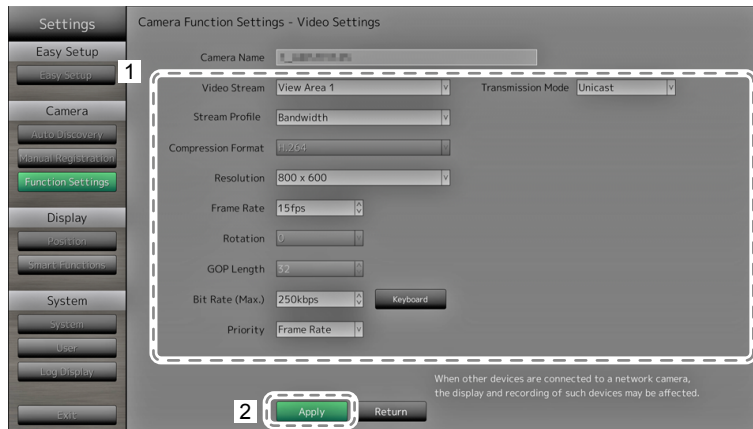 Settings
Camera Function Settings - Video Settings
Easy Setup
Easy Setup
1
Camera
Auto Discovery
Manual Registration
Function Settings
Display
Position
Smart Functions
System
System
User
Log Display
Exit
Camera Name
Video Stream View Area 1 Transmission Mode Unicast
Stream Profile Bandwidth
Compression Format H.264
Resolution 800 x 600
Frame Rate 15fps
Rotation 0
GOP Length 32
Bit Rate (Max.) 250kbps Keyboard
Priority Frame Rate
When other devices are connected to a network camera,
the display and recording of such devices may be affected.
2 Apply Return